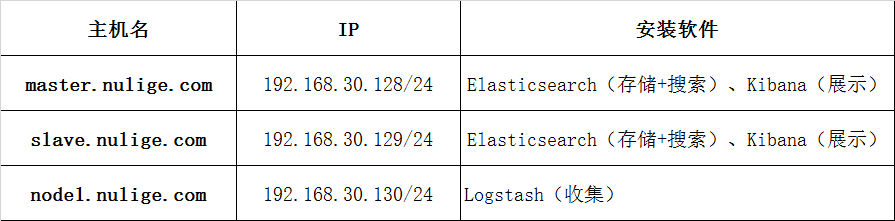 主机名 IP 安装软件
master.nulige.com 192.168.30.128/24 Elasticsearch（存储+搜索）、Kibana（展示）
slave.nulige.com 192.168.30.129/24 Elasticsearch（存储+搜索）、Kibana（展示）
node1.nulige.com 192.168.30.130/24 Logstash（收集）